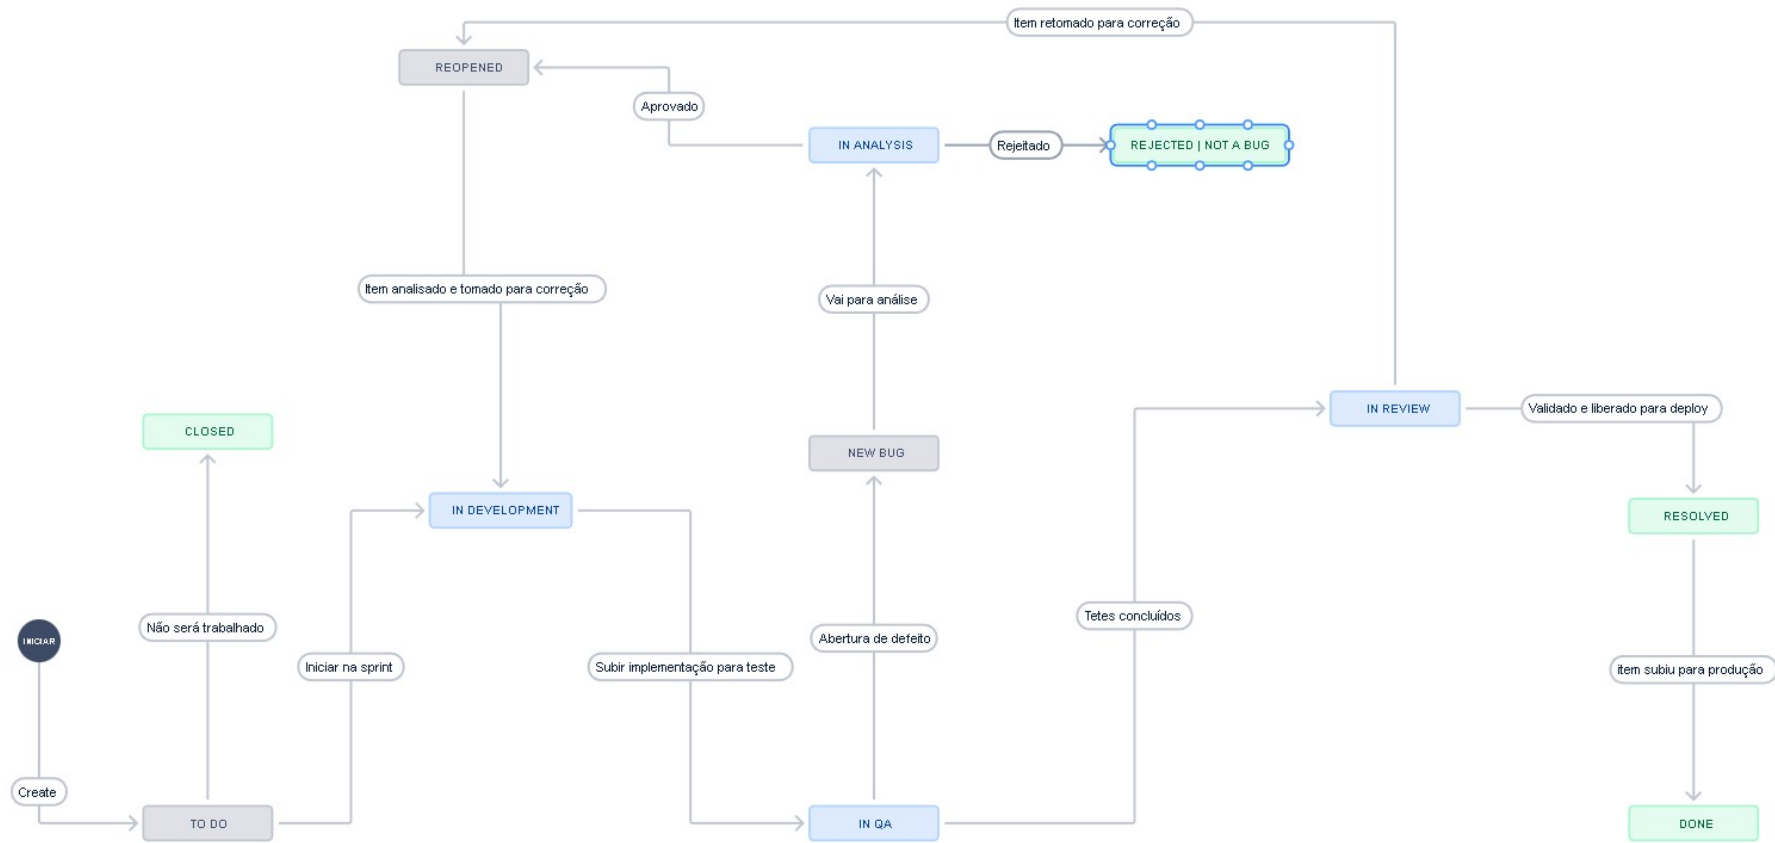 Item retornado para correção
REOPENED
Aprovado
IN ANALYSIS
Rejeitado
REJECTED | NOT A BUG
Item analisado e tornado para correção
Vai para análise
IN REVIEW
Validado e liberado para deploy
CLOSED
NEW BUG
IN DEVELOPMENT
RESOLVED
Não será trabalhado
INICIAR
Iniciar na sprint
Subir implementação para teste
Abertura de defeito
Tetes concluídos
item subiu para produção
Create
TO DO
IN QA
DONE